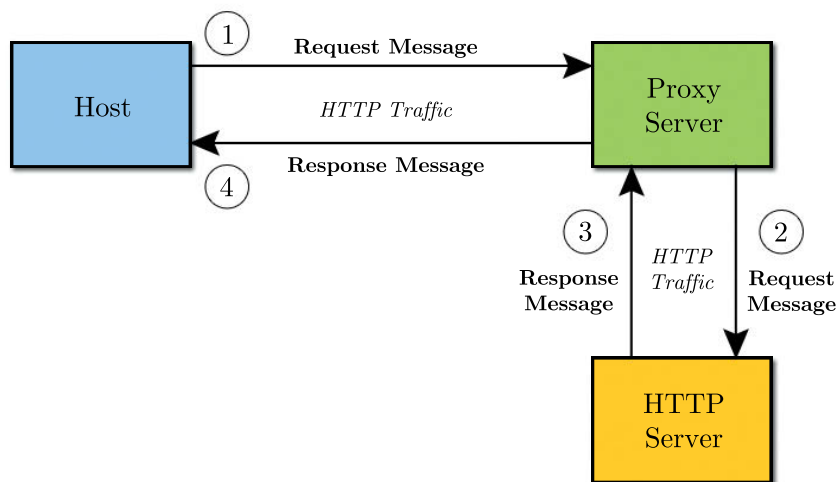 1
Request Message
Host
HTTP Traffic
Proxy
Server
Response Message
4
3
2
HTTP
Traffic
Response
Message
Request
Message
HTTP
Server